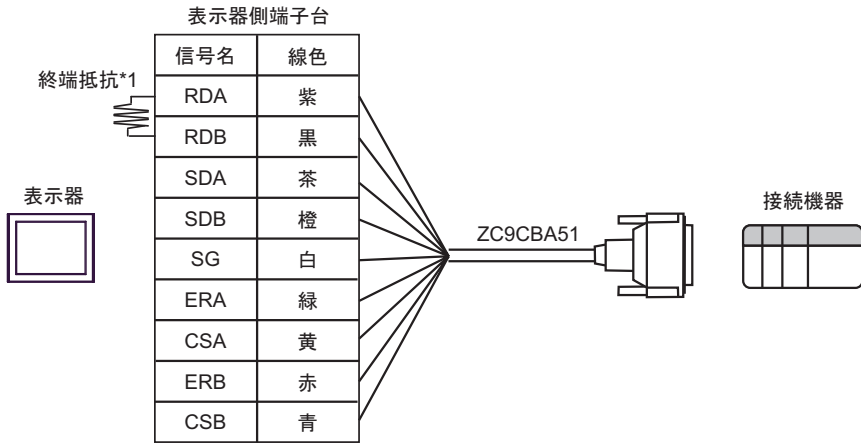 表示器側端子台
信号名 線色
終端抵抗*1
RDA 紫
RDB 黒
SDA 茶
SDB 橙
SG 白
ERA 緑
CSA 黄
ERB 赤
CSB 青
表示器
ZC9CBA51
接続機器